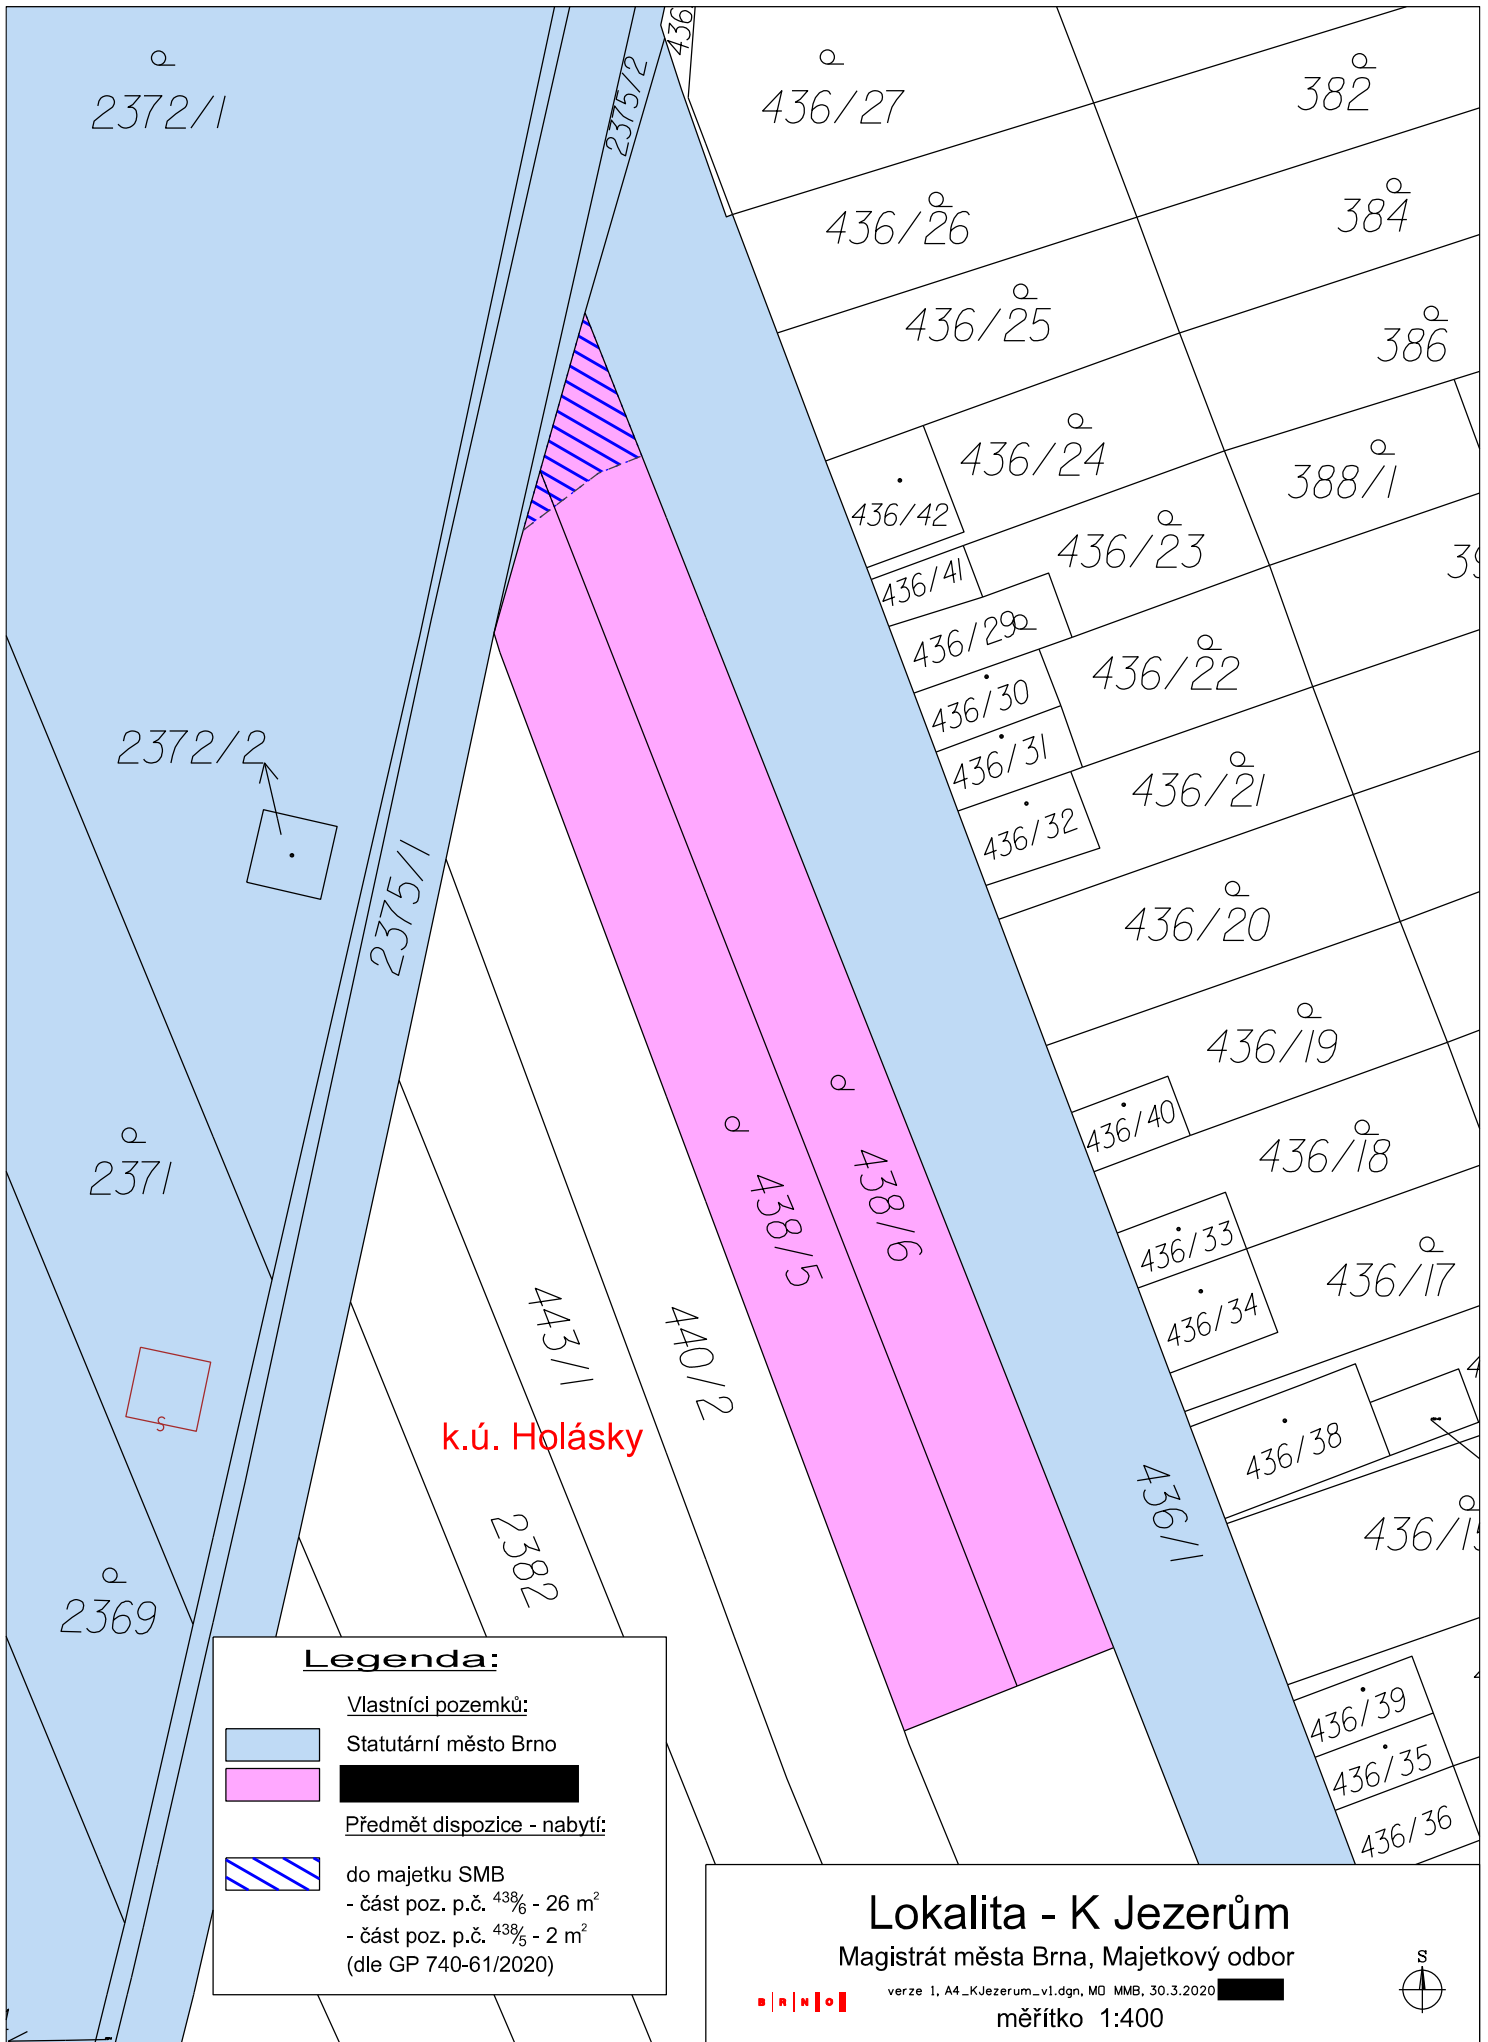 2372/1
2375/2
436
436/27
382
436/26
384
436/25
386
436/24
388/1
436/42
436/23
436/41
436/29
436/22
436/30
436/31
2372/2
436/21
436/32
2375/1
436/20
436/19
436/40
2371
436/18
438/6
438/5
436/33
436/17
436/34
443/1
440/2
k.ú. Holásky
436/38
436/1
2382
2369
436/39
436/35
436/36
Legenda:
Vlastníci pozemků:
Statutární město Brno
Předmět dispozice - nabytí:
do majetku SMB
- část poz. p.č. 438/6 - 26 m²
- část poz. p.č. 438/5 - 2 m²
(dle GP 740-61/2020)
Lokalita - K Jezerům
Magistrát města Brna, Majetkový odbor
verze 1, A4_KJezerum_v1.dgn, MO MMB, 30.3.2020
B R N O
měřítko 1:400
S